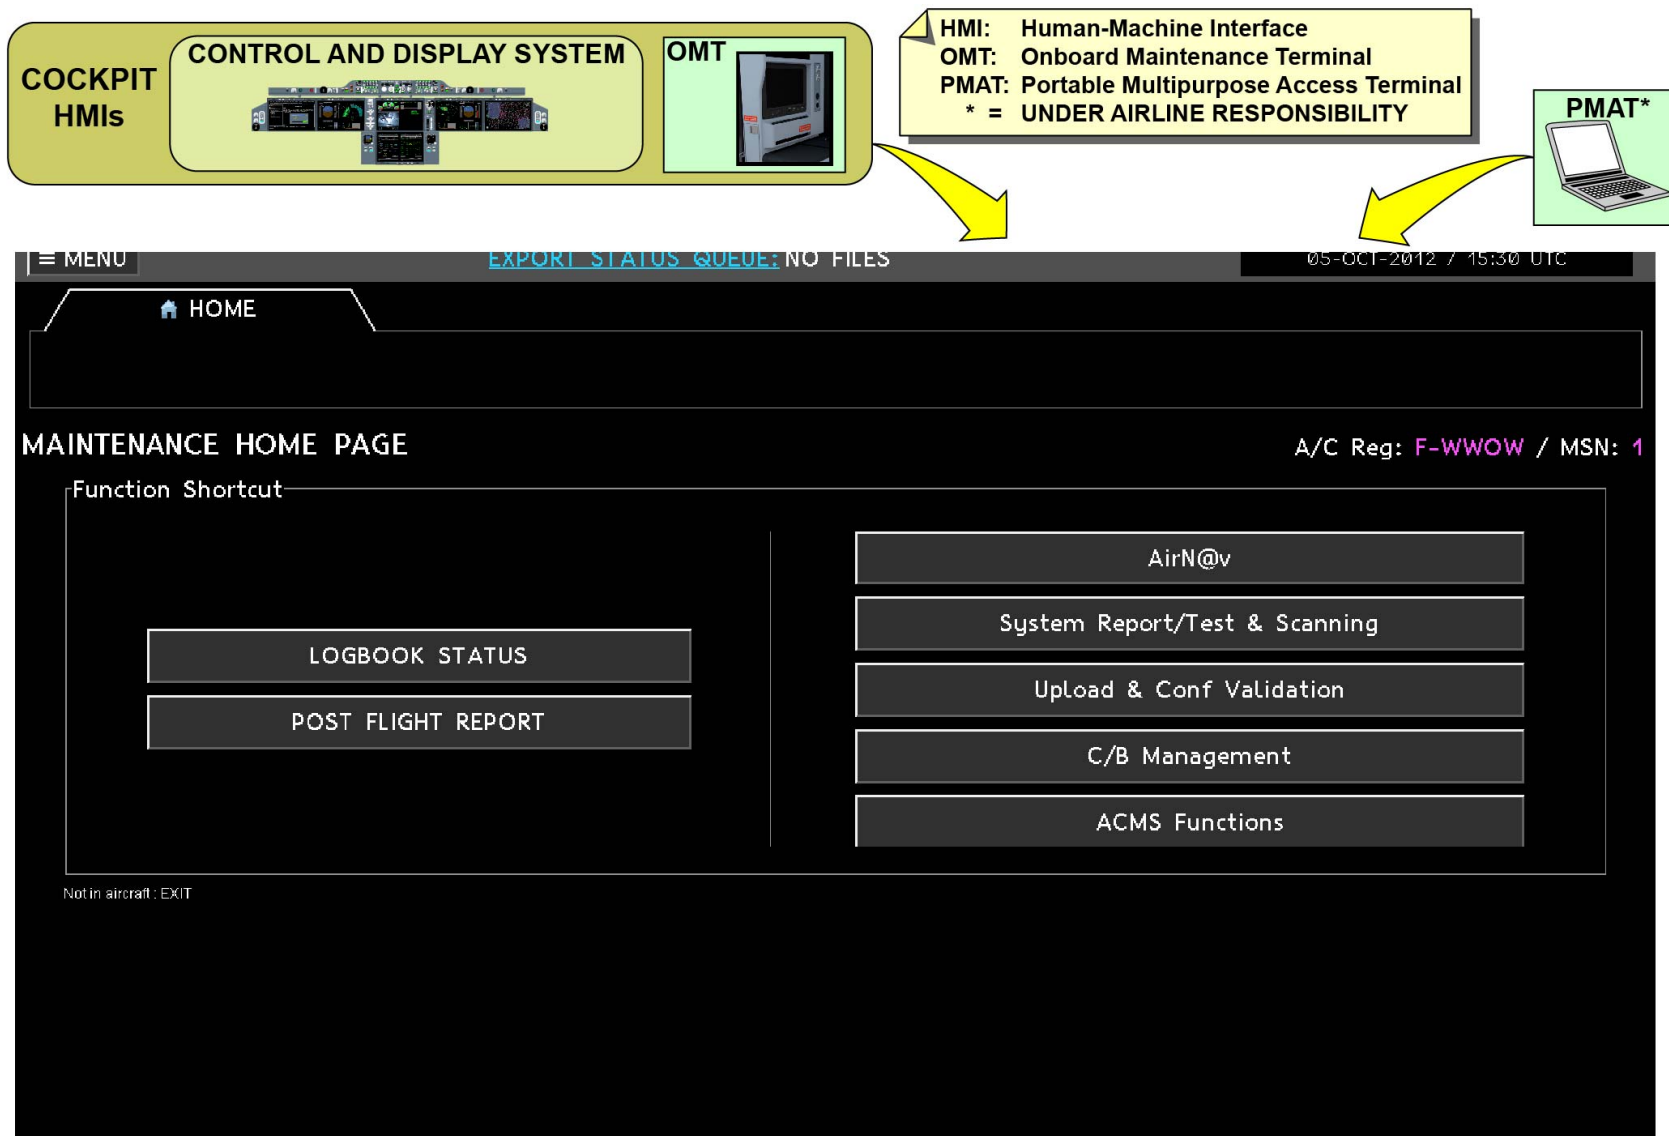 COCKPIT
HMIs
CONTROL AND DISPLAY SYSTEM
OMT
HMI: Human-Machine Interface
OMT: Onboard Maintenance Terminal
PMAT: Portable Multipurpose Access Terminal
* = UNDER AIRLINE RESPONSIBILITY
PMAT*
≡ MENU
EXPORT STATUS QUEUE: NO FILES
05-OCT-2012 / 15:30 UTC
HOME
MAINTENANCE HOME PAGE
A/C Reg: F-WWOW / MSN: 1
Function Shortcut
LOGBOOK STATUS
POST FLIGHT REPORT
AirN@v
System Report/Test & Scanning
Upload & Conf Validation
C/B Management
ACMS Functions
Not in aircraft : EXIT